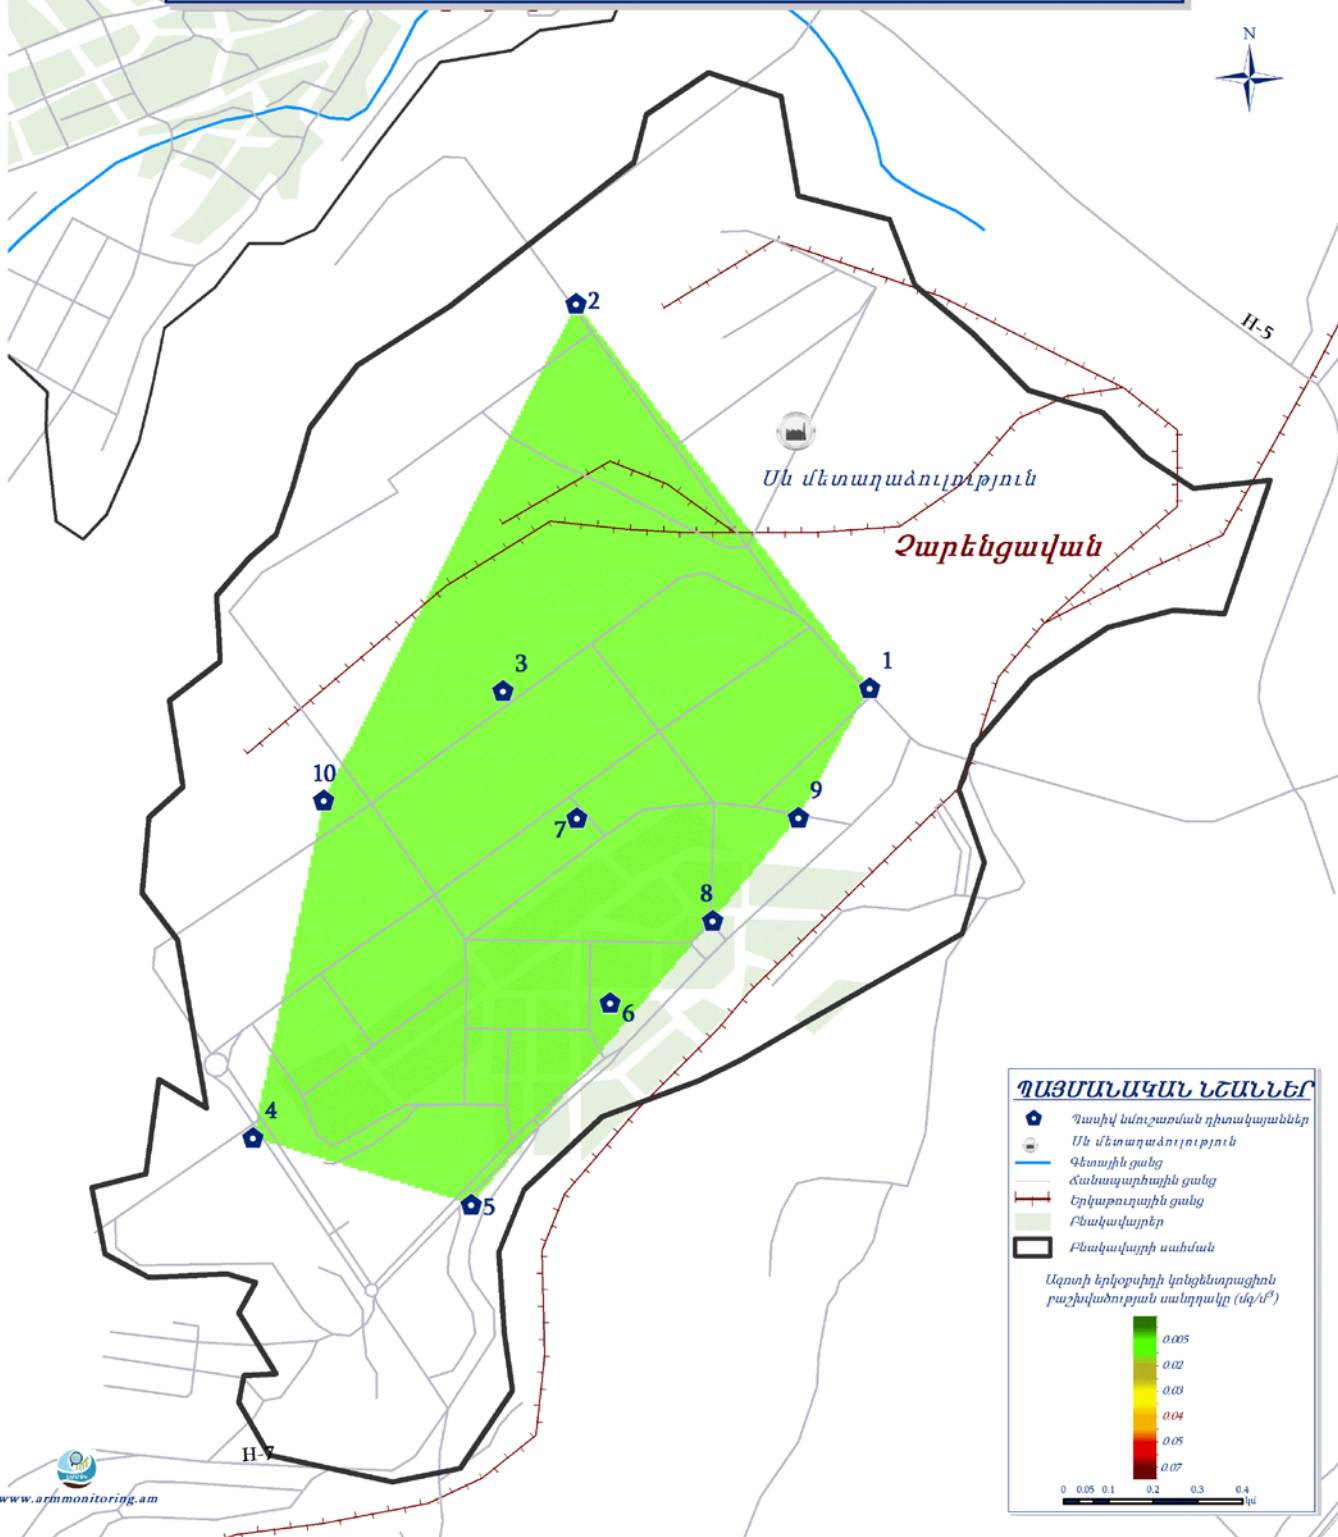 N
H-5
2
Սև մետաղաձուլություն
Չարենցավան
3
1
10
9
7
8
6
4
5
H-7
www.armmonitoring.am
ՊԱՅՄԱՆԱԿԱՆ ՆՇԱՆՆԵՐ
Պասիվ նմուշառման դիտակայաններ
Սև մետաղաձուլություն
Գետային ցանց
Ճանապարհային ցանց
Երկաթուղային ցանց
Բնակավայրեր
Բնակավայրի սահման
Ազոտի երկօքսիդի կոնցենտրացիոն
բաշխվածության սանդղակը (մգ/մ³)
0.005
0.02
0.03
0.04
0.05
0.07
0 0.05 0.1 0.2 0.3 0.4
կմ